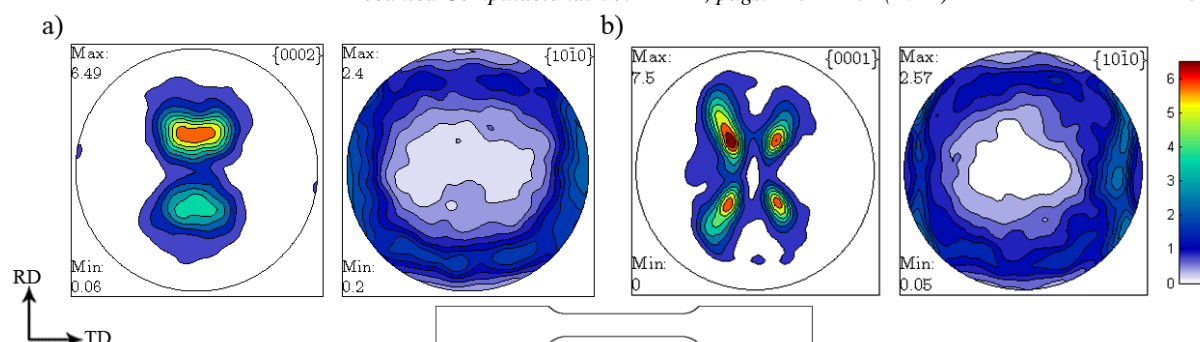 a)
Max:
6.49
{0002}
Min:
0.06
Max:
2.4
{101̄0}
Min:
0.2
b)
Max:
7.5
{0001}
Min:
0
Max:
2.57
{101̄0}
Min:
0.05
6
5
4
3
2
1
0
RD
TD